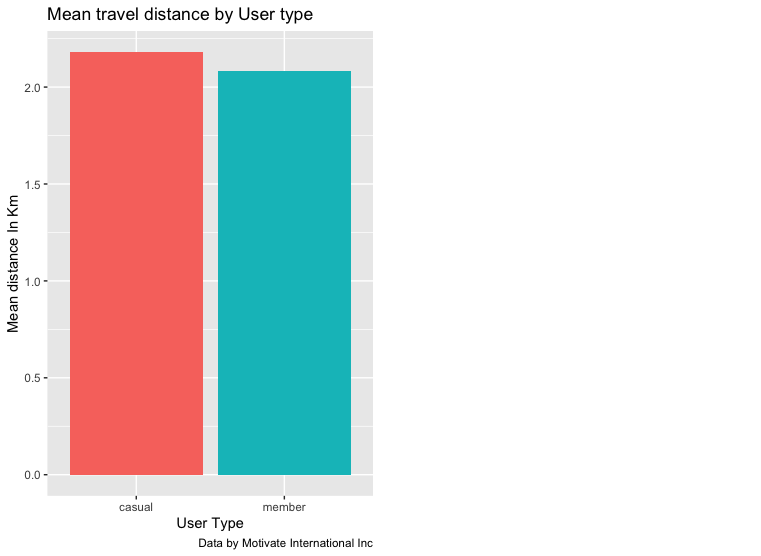 Mean travel distance by User type
Mean distance In Km
2.0
1.5
1.0
0.5
0.0
casual member
User Type
Data by Motivate International Inc